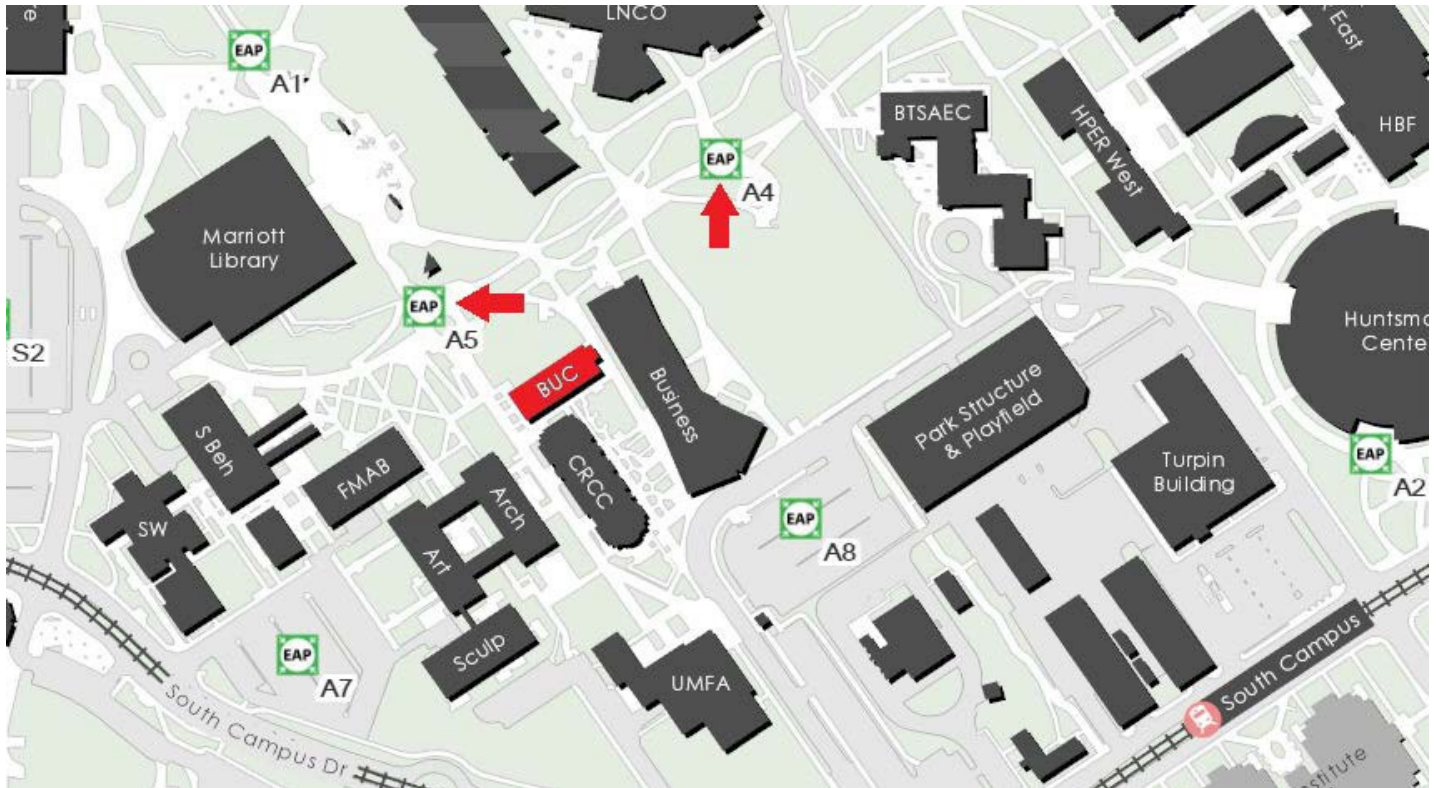 LNCO
EAP
A1
BTSAEC
HPER West
East
HBF
EAP
A4
Marriott
Library
EAP
A5
S2
BUC
Business
Huntsm
Cente
Park Structure
& Playfield
EAP
A2
Turpin
Building
S Beh
FMAB
CRCC
Arch
Art
SW
EAP
A8
EAP
A7
Sculp
UMFA
South Campus
South Campus Dr
stitute